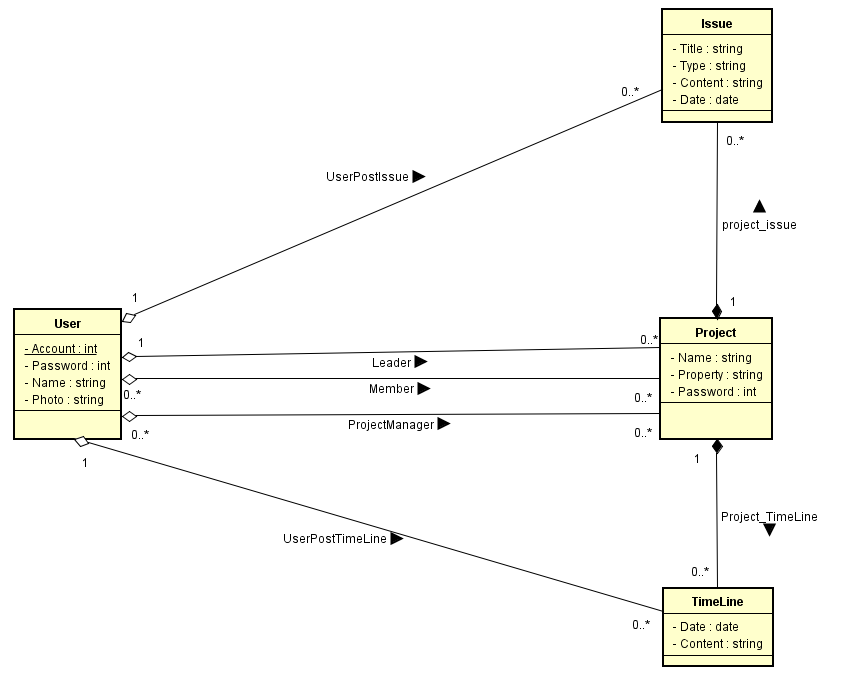 Issue
- Title : string
- Type : string
- Content : string
- Date : date
0..*
0..*
UserPostIssue
project_issue
1
1
User
- Account : int
- Password : int
- Name : string
- Photo : string
1
0..*
Leader
Member
0..*
0..*
ProjectManager
0..*
0..*
Project
- Name : string
- Property : string
- Password : int
1
1
UserPostTimeLine
Project_TimeLine
0..*
0..*
TimeLine
- Date : date
- Content : string